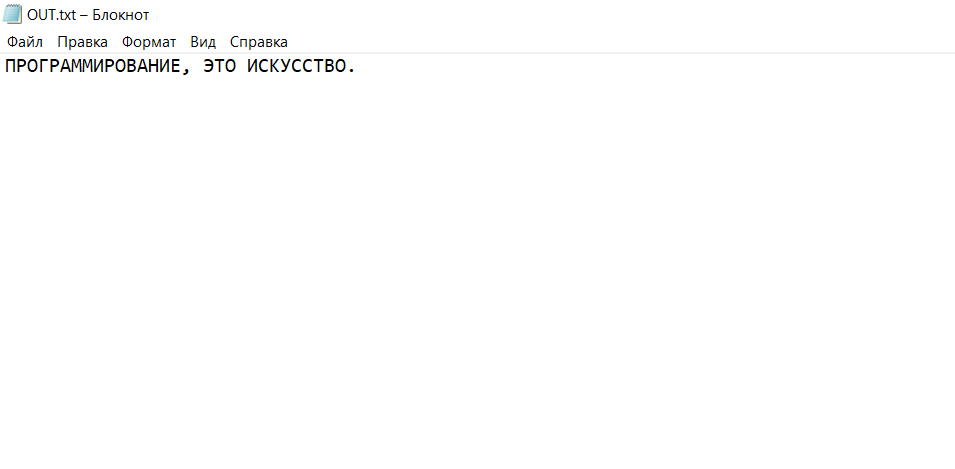 OUT.txt – Блокнот
Файл Правка Формат Вид Справка
ПРОГРАММИРОВАНИЕ, ЭТО ИСКУССТВО.